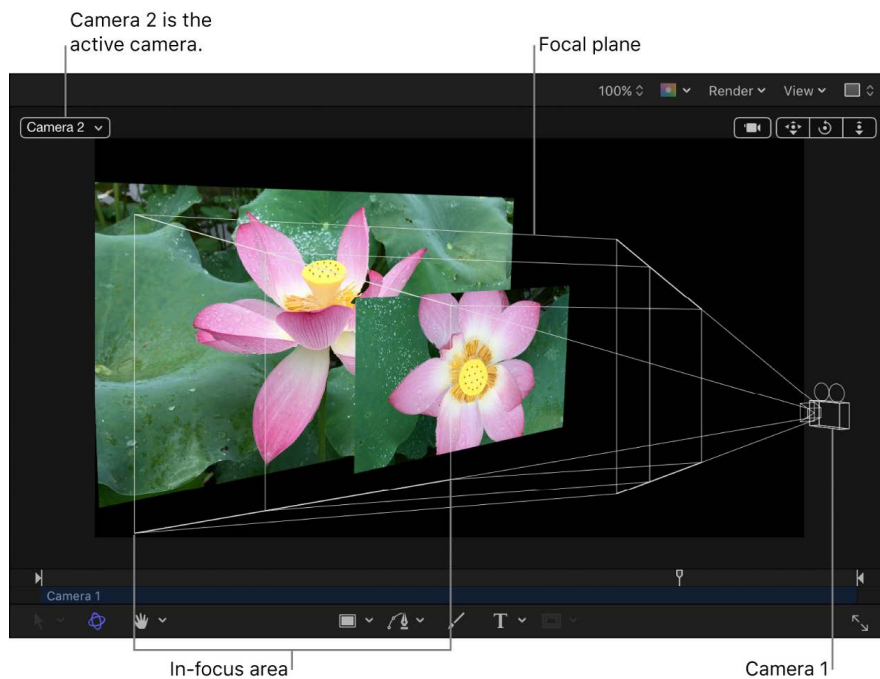 Camera 2 is the
active camera.
Focal plane
100% Render View
Camera 2
Camera 1
T
In-focus area
Camera 1